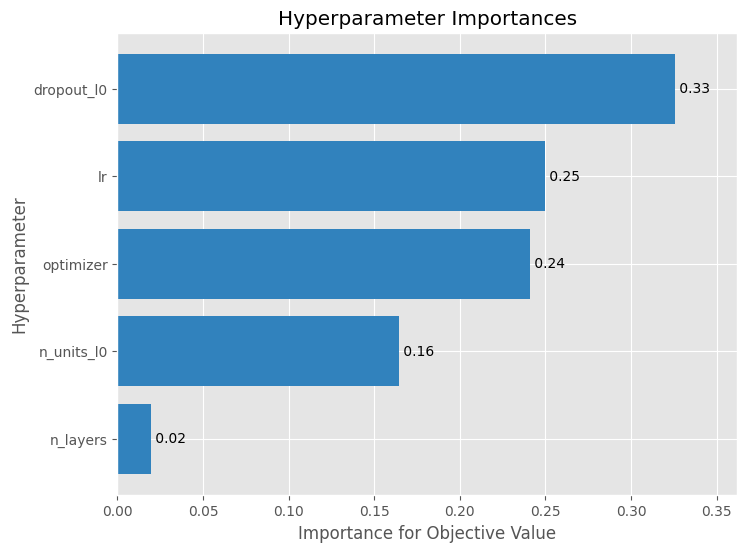 Hyperparameter Importances
Hyperparameter
dropout_l0
0.33
lr
0.25
optimizer
0.24
n_units_l0
0.16
n_layers
0.02
0.00 0.05 0.10 0.15 0.20 0.25 0.30 0.35
Importance for Objective Value